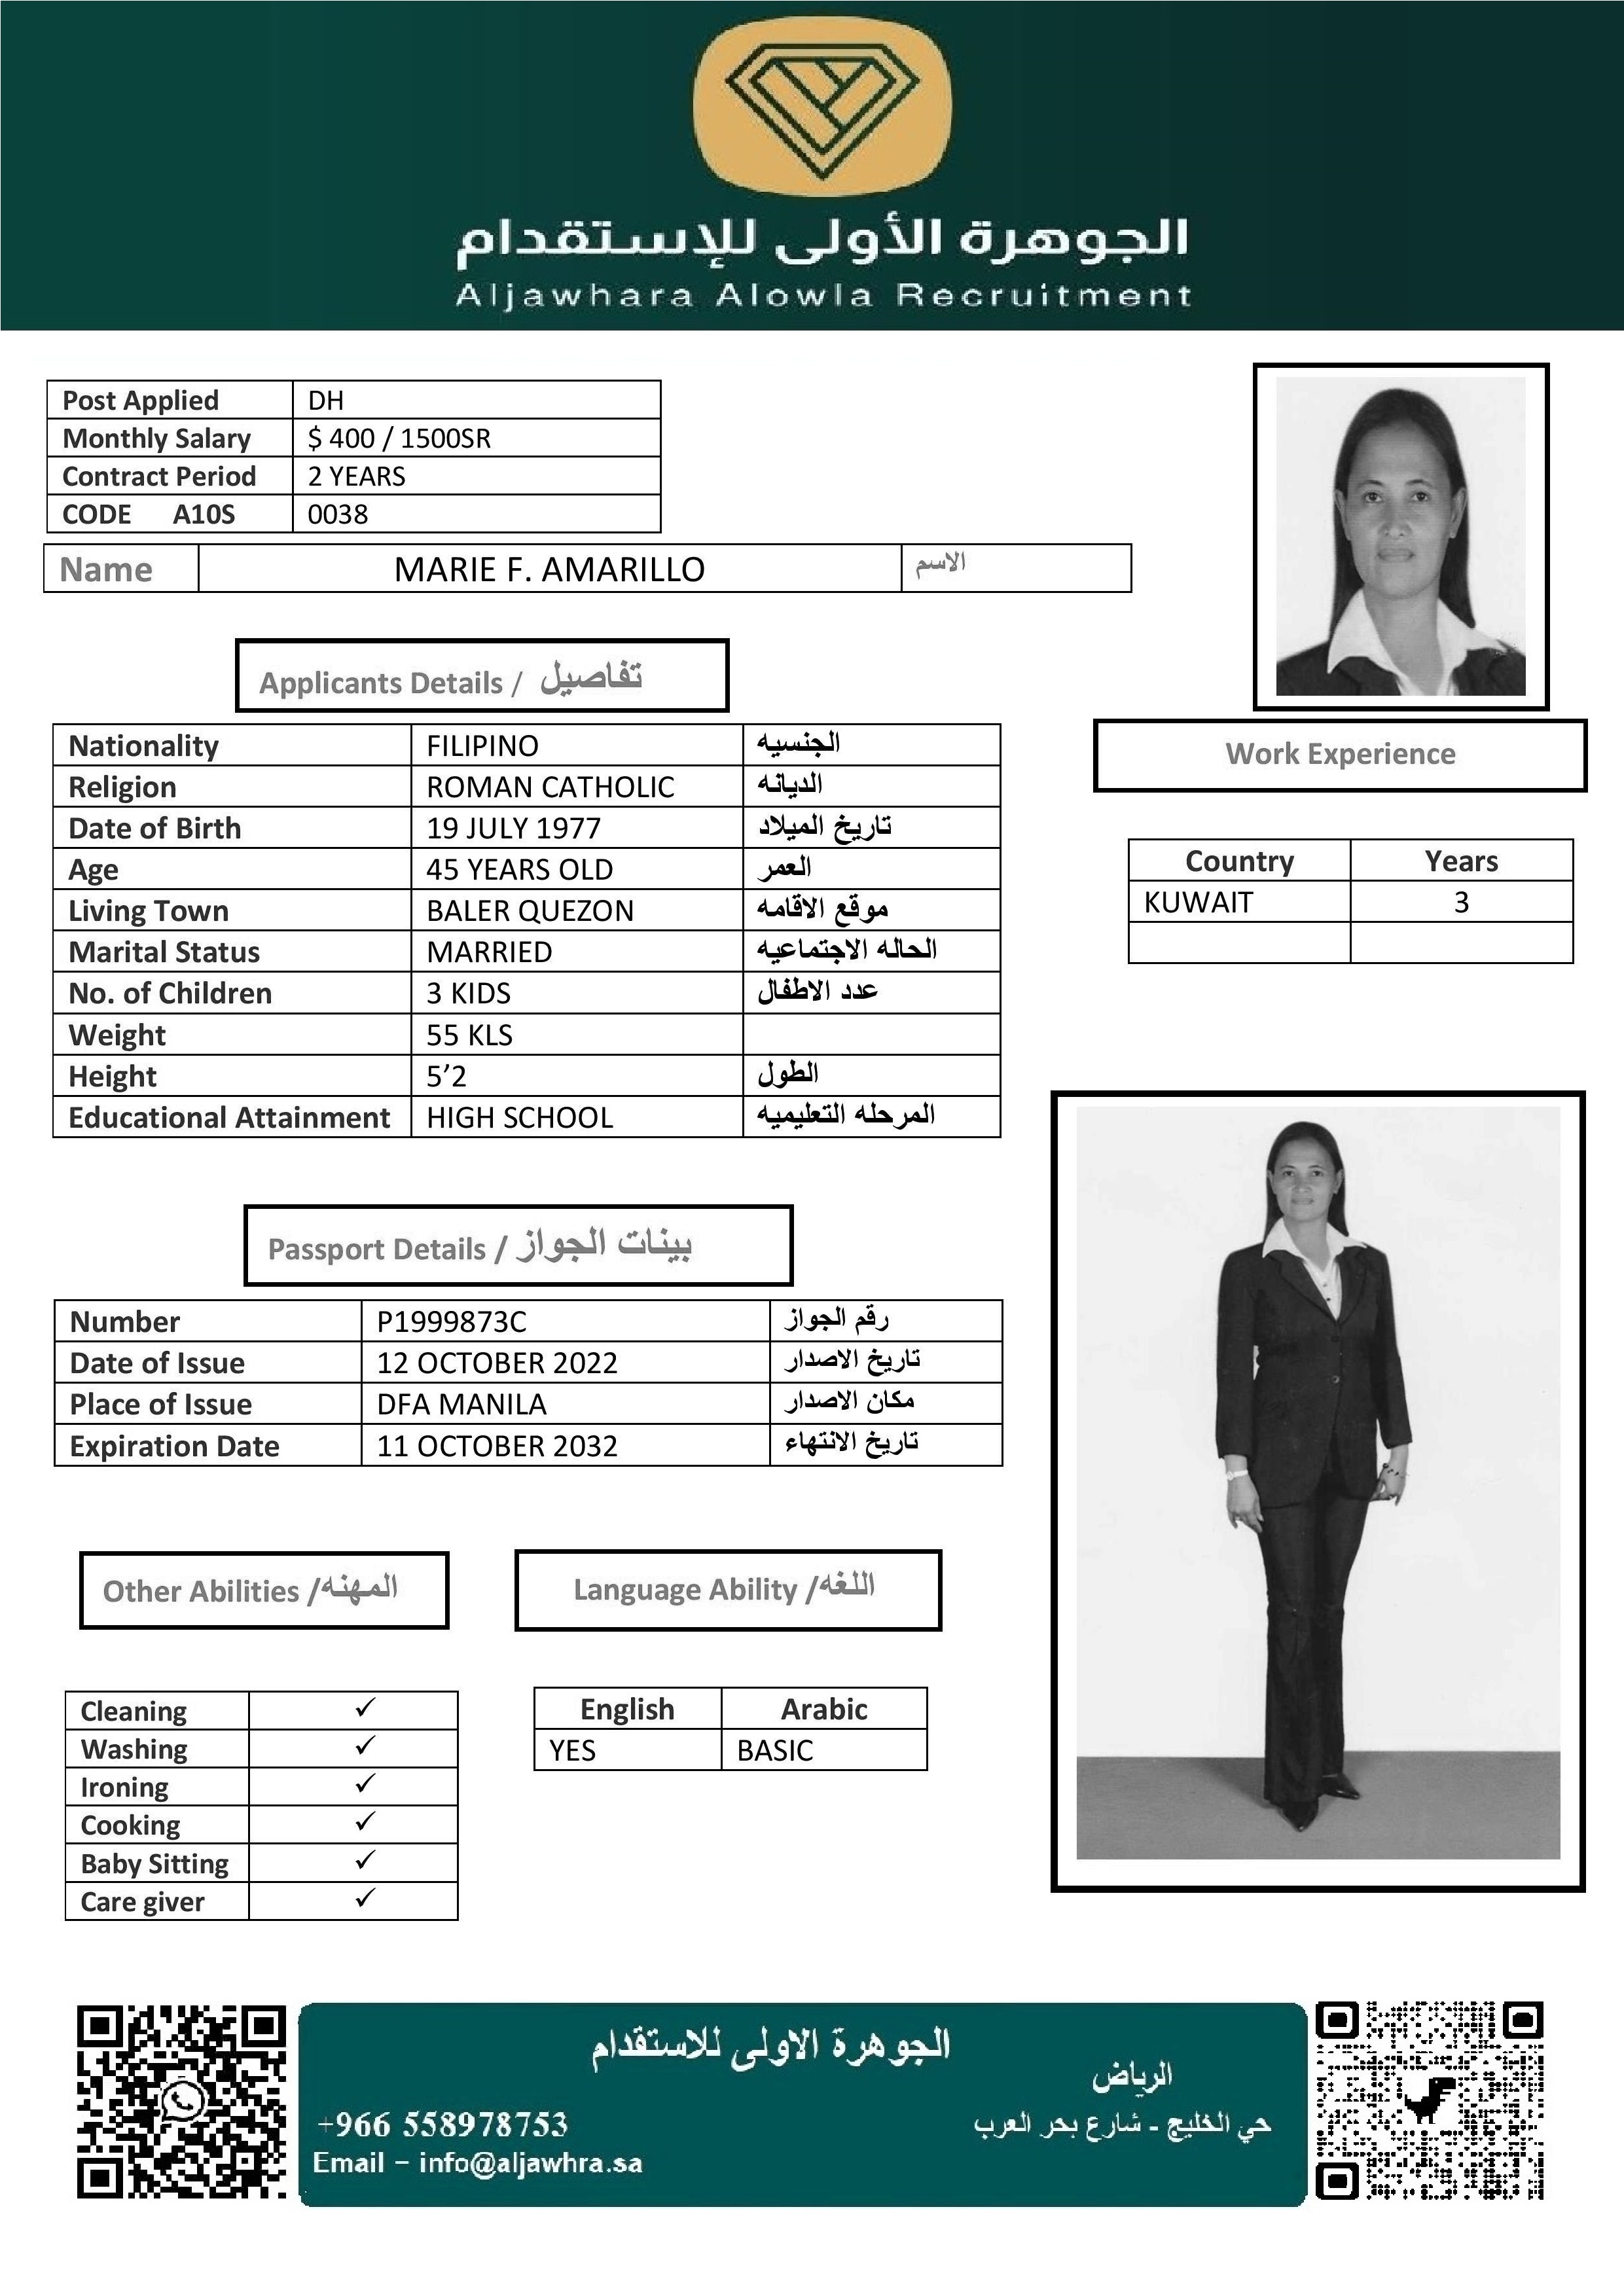 الجوهرة الأولى للإستقدام
Aljawhara Alowla Recruitment
Post Applied DH
Monthly Salary $ 400 / 1500SR
Contract Period 2 YEARS
CODE A10S 0038
Name MARIE F. AMARILLO الاسم
Applicants Details / تفاصيل
Nationality FILIPINO الجنسيه
Religion ROMAN CATHOLIC الديانه
Date of Birth 19 JULY 1977 تاريخ الميلاد
Age 45 YEARS OLD العمر
Living Town BALER QUEZON موقع الاقامه
Marital Status MARRIED الحاله الاجتماعيه
No. of Children 3 KIDS عدد الاطفال
Weight 55 KLS
Height 5’2 الطول
Educational Attainment HIGH SCHOOL المرحله التعليميه
Work Experience
Country Years
KUWAIT 3
Passport Details / بينات الجواز
Number P1999873C رقم الجواز
Date of Issue 12 OCTOBER 2022 تاريخ الاصدار
Place of Issue DFA MANILA مكان الاصدار
Expiration Date 11 OCTOBER 2032 تاريخ الانتهاء
Other Abilities /المهنه
Cleaning ✓
Washing ✓
Ironing ✓
Cooking ✓
Baby Sitting ✓
Care giver ✓
Language Ability /اللغه
English Arabic
YES BASIC
الجوهرة الاولى للاستقدام
الرياض
حي الخليج - شارع بحر العرب
+966 558978753
Email – info@aljawhra.sa